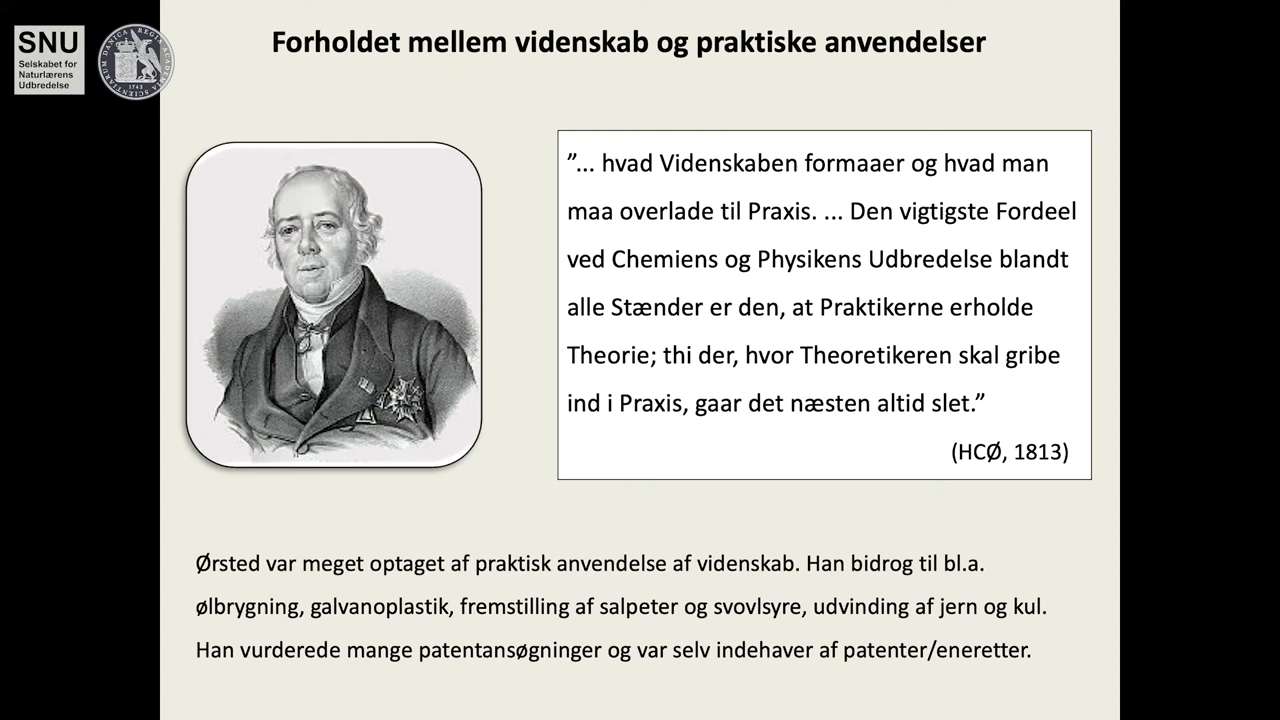 SNU
Selskabet for
Naturlærens
Udbredelse
1742
Forholdet mellem videnskab og praktiske anvendelser
”... hvad Videnskaben formaaer og hvad man
maa overlade til Praxis. ... Den vigtigste Fordeel
ved Chemiens og Physikens Udbredelse blandt
alle Stænder er den, at Praktikerne erholde
Theorie; thi der, hvor Theoretikeren skal gribe
ind i Praxis, gaar det næsten altid slet.”
(HCØ, 1813)
Ørsted var meget optaget af praktisk anvendelse af videnskab. Han bidrog til bl.a.
ølbrygning, galvanoplastik, fremstilling af salpeter og svovlsyre, udvinding af jern og kul.
Han vurderede mange patentansøgninger og var selv indehaver af patenter/eneretter.